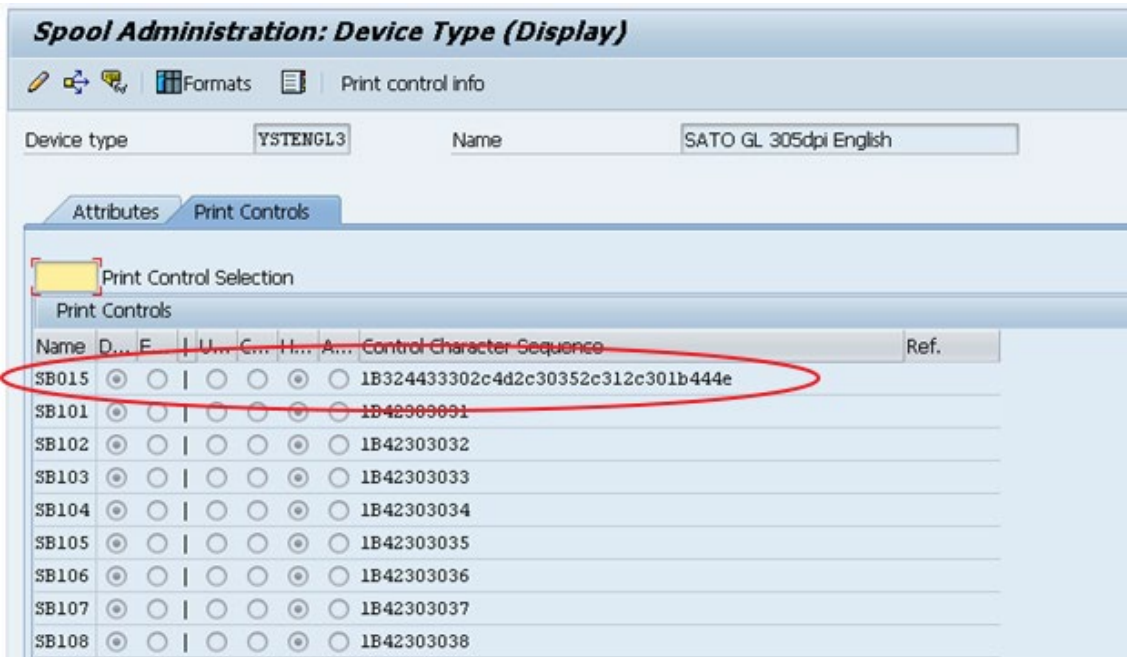 Spool Administration: Device Type (Display)
Formats Print control info
Device type YSTENGL3 Name SATO GL 305dpi English
Attributes Print Controls
Print Control Selection
Print Controls
Name D... F... | U... C... H... A... Control Character Sequence Ref.
SB015 | 1B324433302c4d2c30352c312c301b444e
SB101 | 1B42303031
SB102 | 1B42303032
SB103 | 1B42303033
SB104 | 1B42303034
SB105 | 1B42303035
SB106 | 1B42303036
SB107 | 1B42303037
SB108 | 1B42303038